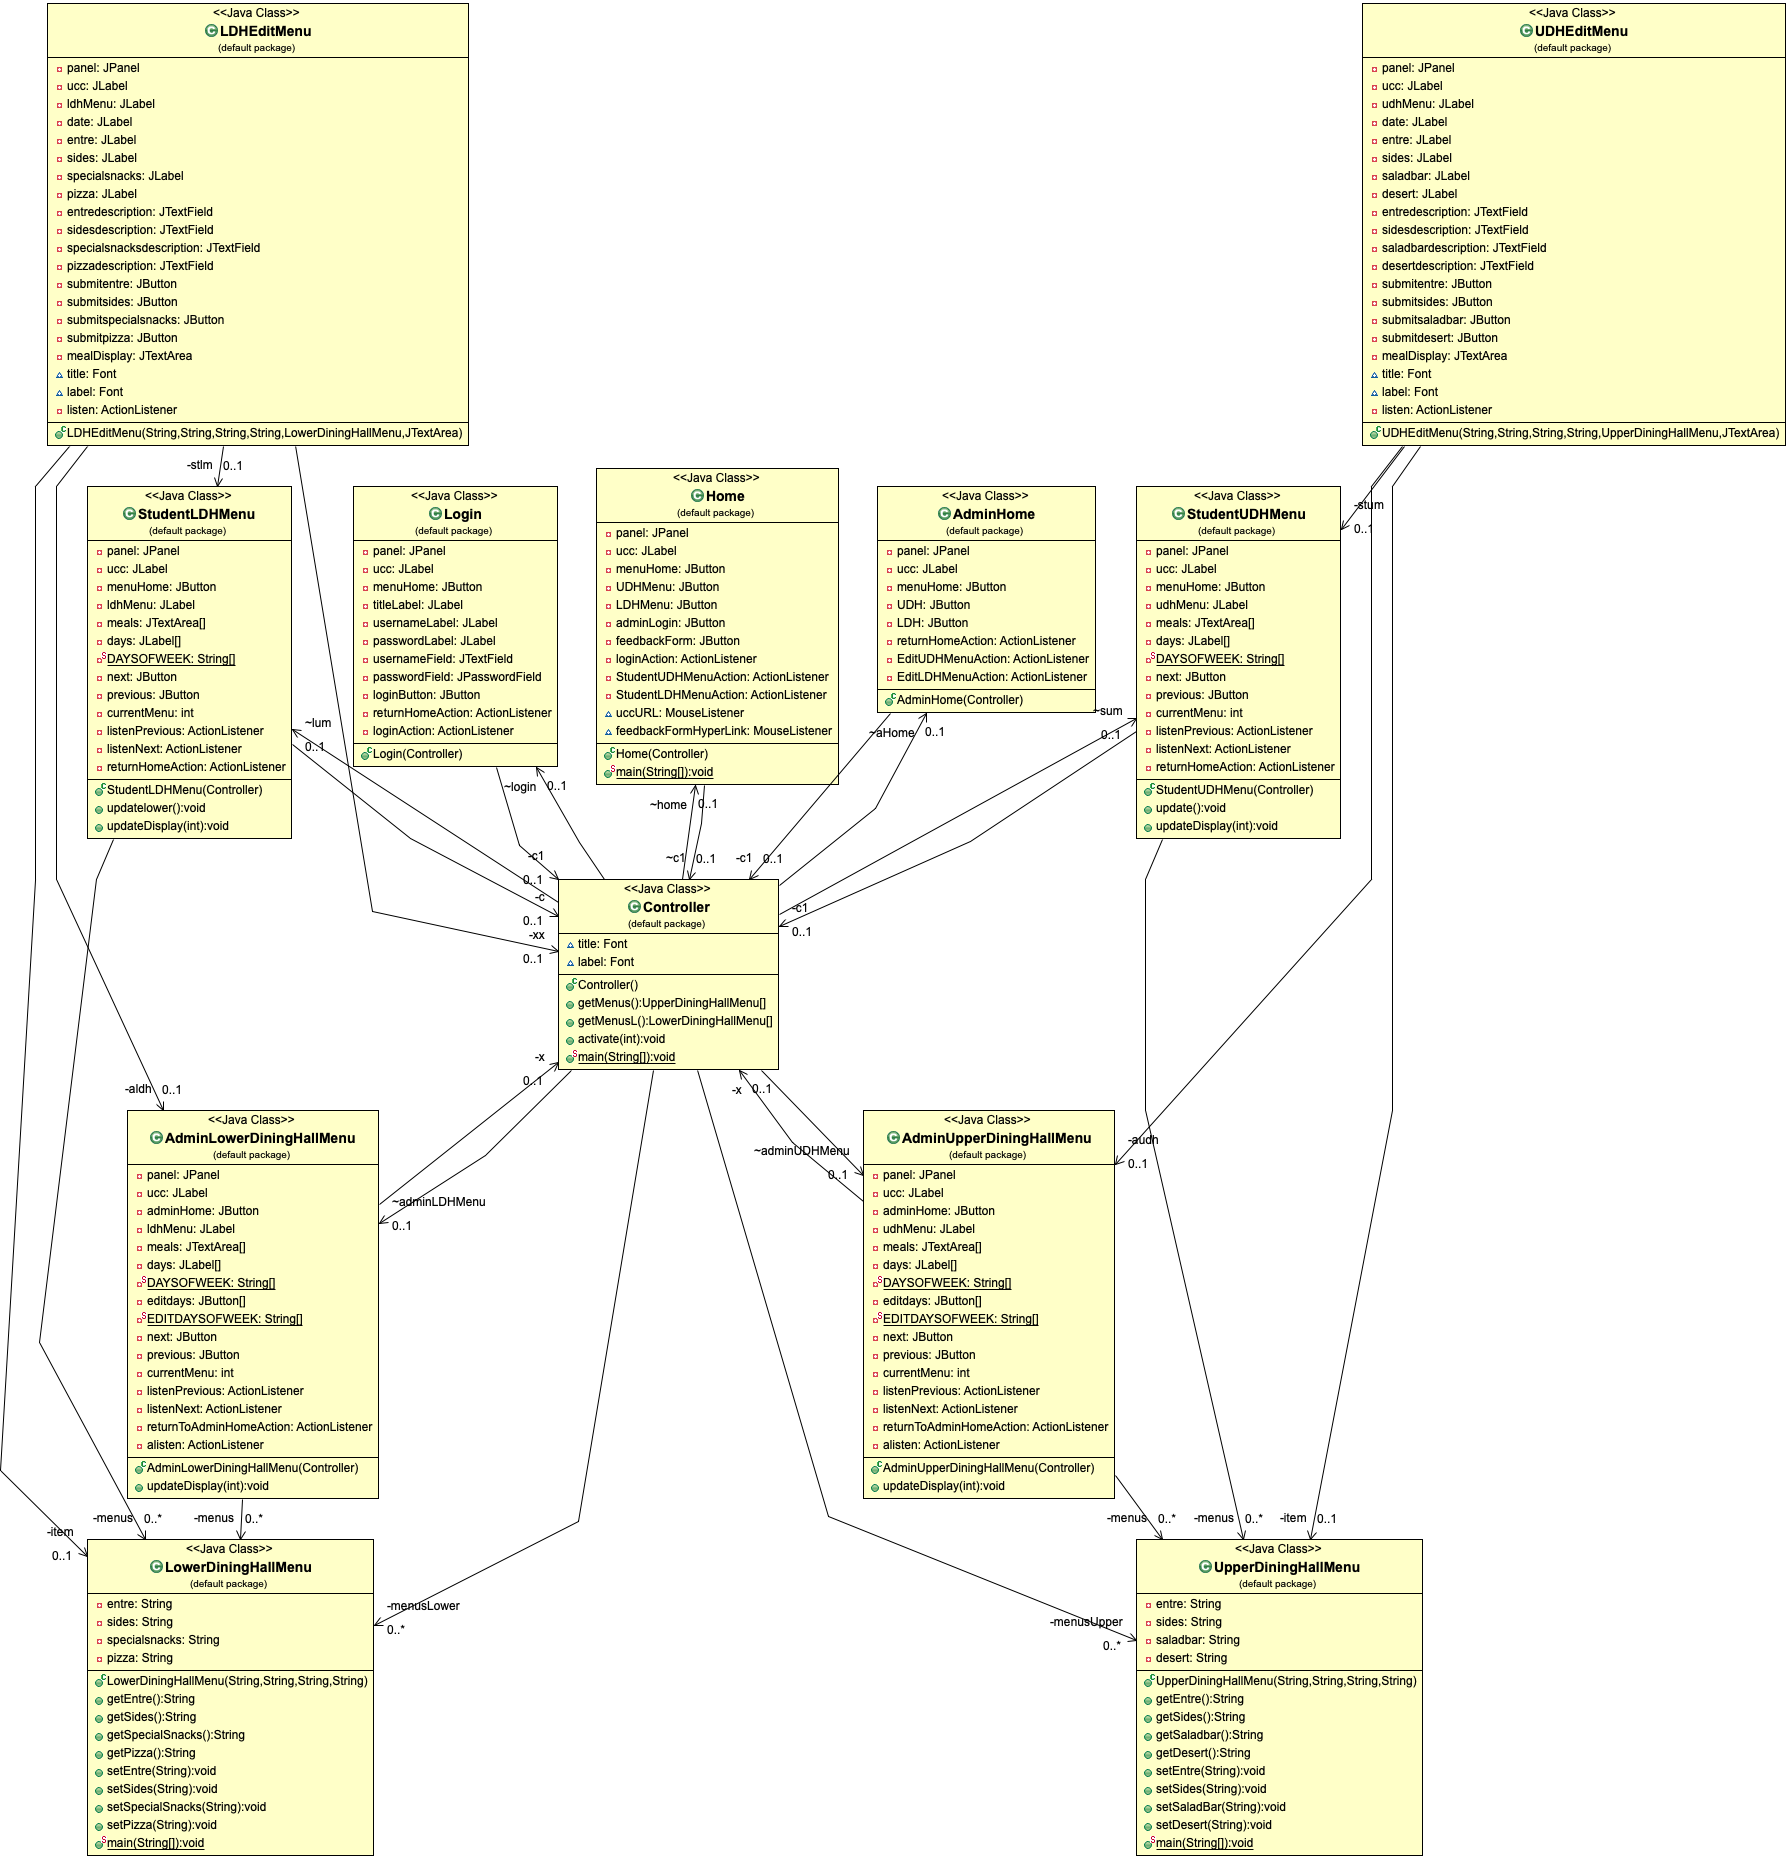 <<Java Class>>
LDHEditMenu
(default package)
panel: JPanel
ucc: JLabel
ldhMenu: JLabel
date: JLabel
entre: JLabel
sides: JLabel
specialsnacks: JLabel
pizza: JLabel
entredescription: JTextField
sidesdescription: JTextField
specialsnacksdescription: JTextField
pizzadescription: JTextField
submitentre: JButton
submitsides: JButton
submitspecialsnacks: JButton
submitpizza: JButton
mealDisplay: JTextArea
title: Font
label: Font
listen: ActionListener
LDHEditMenu(String,String,String,String,LowerDiningHallMenu,JTextArea)
<<Java Class>>
UDHEditMenu
(default package)
panel: JPanel
ucc: JLabel
udhMenu: JLabel
date: JLabel
entre: JLabel
sides: JLabel
saladbar: JLabel
desert: JLabel
entredescription: JTextField
sidesdescription: JTextField
saladbardescription: JTextField
desertdescription: JTextField
submitentre: JButton
submitsides: JButton
submitsaladbar: JButton
submitdesert: JButton
mealDisplay: JTextArea
title: Font
label: Font
listen: ActionListener
UDHEditMenu(String,String,String,String,UpperDiningHallMenu,JTextArea)
-stlm 0..1
<<Java Class>>
StudentLDHMenu
(default package)
panel: JPanel
ucc: JLabel
menuHome: JButton
ldhMenu: JLabel
meals: JTextArea[]
days: JLabel[]
DAYSOFWEEK: String[]
next: JButton
previous: JButton
currentMenu: int
listenPrevious: ActionListener
listenNext: ActionListener
returnHomeAction: ActionListener
StudentLDHMenu(Controller)
updatelower():void
updateDisplay(int):void
~lum
0..1
<<Java Class>>
Login
(default package)
panel: JPanel
ucc: JLabel
menuHome: JButton
titleLabel: JLabel
usernameLabel: JLabel
passwordLabel: JLabel
usernameField: JTextField
passwordField: JPasswordField
loginButton: JButton
returnHomeAction: ActionListener
loginAction: ActionListener
Login(Controller)
~login 0..1
<<Java Class>>
Home
(default package)
panel: JPanel
ucc: JLabel
menuHome: JButton
UDHMenu: JButton
LDHMenu: JButton
adminLogin: JButton
feedbackForm: JButton
loginAction: ActionListener
StudentUDHMenuAction: ActionListener
StudentLDHMenuAction: ActionListener
uccURL: MouseListener
feedbackFormHyperLink: MouseListener
Home(Controller)
main(String[]):void
~home 0..1
<<Java Class>>
AdminHome
(default package)
panel: JPanel
ucc: JLabel
menuHome: JButton
UDH: JButton
LDH: JButton
returnHomeAction: ActionListener
EditUDHMenuAction: ActionListener
EditLDHMenuAction: ActionListener
AdminHome(Controller)
~aHome 0..1
-stum
0..1
<<Java Class>>
StudentUDHMenu
(default package)
panel: JPanel
ucc: JLabel
menuHome: JButton
udhMenu: JLabel
meals: JTextArea[]
days: JLabel[]
DAYSOFWEEK: String[]
next: JButton
previous: JButton
currentMenu: int
listenPrevious: ActionListener
listenNext: ActionListener
returnHomeAction: ActionListener
StudentUDHMenu(Controller)
update():void
updateDisplay(int):void
~sum
0..1
-c1
0..1
-c
0..1
-xx
0..1
~c1 0..1
-c1 0..1
-c1
0..1
<<Java Class>>
Controller
(default package)
title: Font
label: Font
Controller()
getMenus():UpperDiningHallMenu[]
getMenusL():LowerDiningHallMenu[]
activate(int):void
main(String[]):void
-x
0..1
-x 0..1
-aldh 0..1
<<Java Class>>
AdminLowerDiningHallMenu
(default package)
panel: JPanel
ucc: JLabel
adminHome: JButton
ldhMenu: JLabel
meals: JTextArea[]
days: JLabel[]
DAYSOFWEEK: String[]
editdays: JButton[]
EDITDAYSOFWEEK: String[]
next: JButton
previous: JButton
currentMenu: int
listenPrevious: ActionListener
listenNext: ActionListener
returnToAdminHomeAction: ActionListener
alisten: ActionListener
AdminLowerDiningHallMenu(Controller)
updateDisplay(int):void
~adminLDHMenu
0..1
~adminUDHMenu
0..1
<<Java Class>>
AdminUpperDiningHallMenu
(default package)
panel: JPanel
ucc: JLabel
adminHome: JButton
udhMenu: JLabel
meals: JTextArea[]
days: JLabel[]
DAYSOFWEEK: String[]
editdays: JButton[]
EDITDAYSOFWEEK: String[]
next: JButton
previous: JButton
currentMenu: int
listenPrevious: ActionListener
listenNext: ActionListener
returnToAdminHomeAction: ActionListener
alisten: ActionListener
AdminUpperDiningHallMenu(Controller)
updateDisplay(int):void
-audh
0..1
-item
0..1
-menus 0..*
-menus 0..*
<<Java Class>>
LowerDiningHallMenu
(default package)
entre: String
sides: String
specialsnacks: String
pizza: String
LowerDiningHallMenu(String,String,String,String)
getEntre():String
getSides():String
getSpecialSnacks():String
getPizza():String
setEntre(String):void
setSides(String):void
setSpecialSnacks(String):void
setPizza(String):void
main(String[]):void
-menusLower
0..*
-menusUpper
0..*
-menus 0..*
-menus 0..*
-item 0..1
<<Java Class>>
UpperDiningHallMenu
(default package)
entre: String
sides: String
saladbar: String
desert: String
UpperDiningHallMenu(String,String,String,String)
getEntre():String
getSides():String
getSaladbar():String
getDesert():String
setEntre(String):void
setSides(String):void
setSaladBar(String):void
setDesert(String):void
main(String[]):void